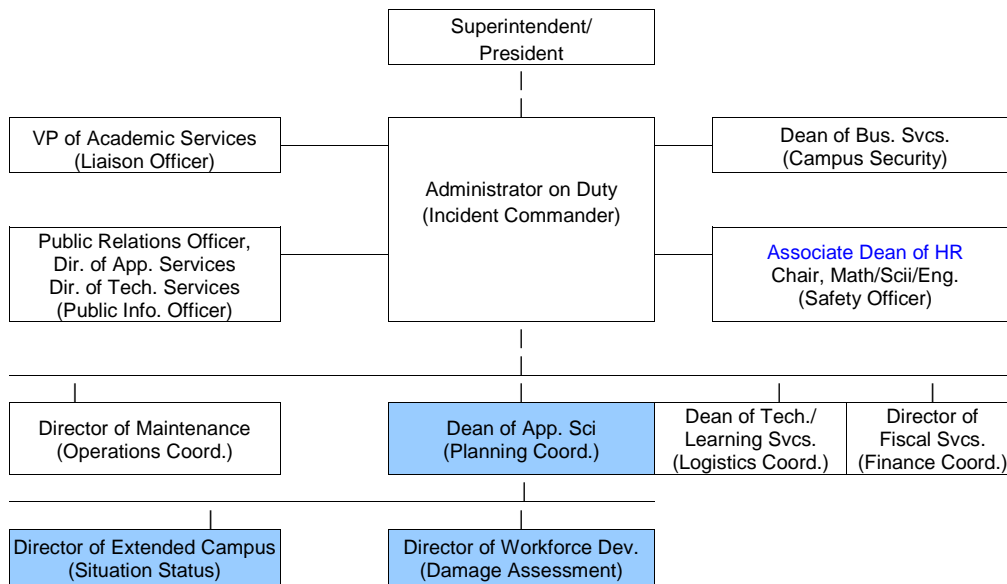 Superintendent/
President
VP of Academic Services
(Liaison Officer)
Administrator on Duty
(Incident Commander)
Dean of Bus. Svcs.
(Campus Security)
Public Relations Officer,
Dir. of App. Services
Dir. of Tech. Services
(Public Info. Officer)
Associate Dean of HR
Chair, Math/Scii/Eng.
(Safety Officer)
Director of Maintenance
(Operations Coord.)
Dean of App. Sci
(Planning Coord.)
Dean of Tech./
Learning Svcs.
(Logistics Coord.)
Director of
Fiscal Svcs.
(Finance Coord.)
Director of Extended Campus
(Situation Status)
Director of Workforce Dev.
(Damage Assessment)